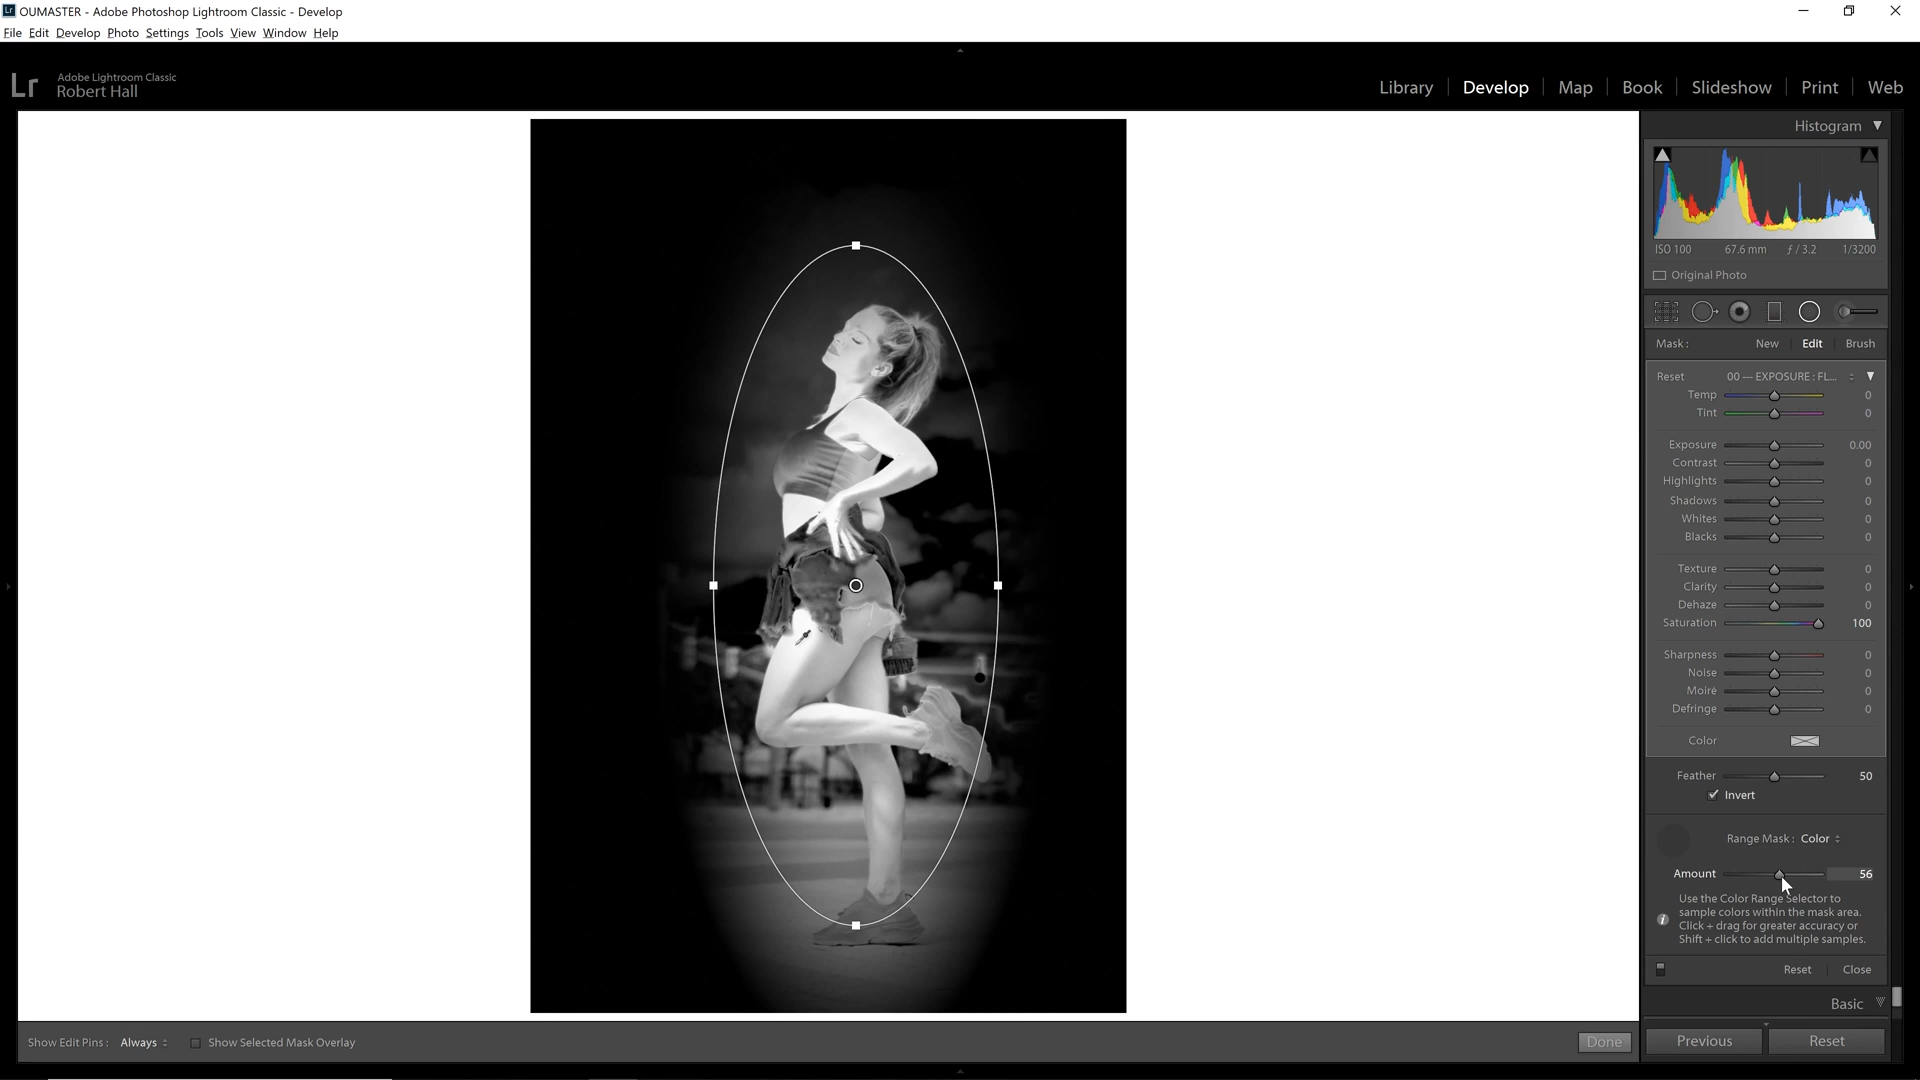 Lr OUMASTER - Adobe Photoshop Lightroom Classic - Develop
File Edit Develop Photo Settings Tools View Window Help
Lr Adobe Lightroom Classic
Robert Hall
Library Develop Map Book Slideshow Print Web
Histogram
ISO 100 67.6 mm ƒ / 3.2 1/3200
Original Photo
Mask : New Edit Brush
Reset 00 --- EXPOSURE : FL...
Temp 0
Tint 0
Exposure 0.00
Contrast 0
Highlights 0
Shadows 0
Whites 0
Blacks 0
Texture 0
Clarity 0
Dehaze 0
Saturation 100
Sharpness 0
Noise 0
Moiré 0
Defringe 0
Color
Feather 50
Invert
Range Mask : Color
Amount 56
Use the Color Range Selector to
sample colors within the mask area.
Click + drag for greater accuracy or
Shift + click to add multiple samples.
Reset Close
Basic
Show Edit Pins : Always Show Selected Mask Overlay Done
Previous Reset